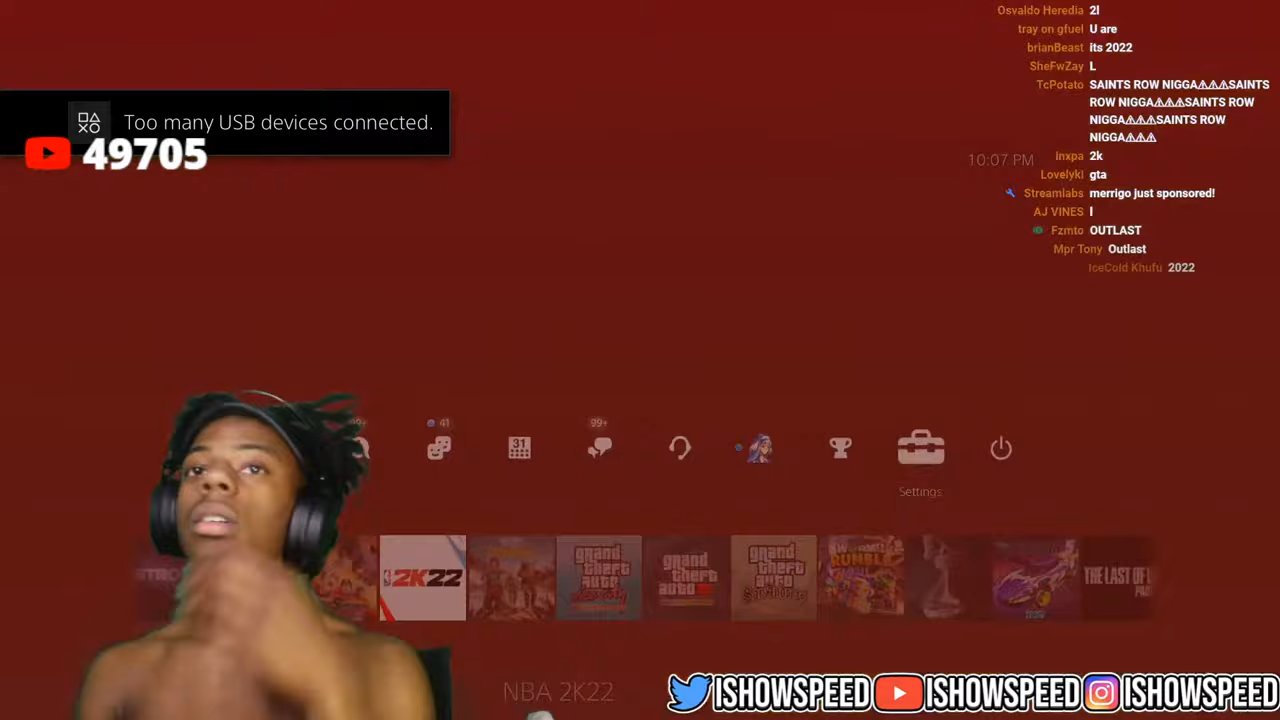 Osvaldo Heredia 2l
tray on gfuel U are
brianBeast its 2022
SheFwZay L
TcPotato SAINTS ROW NIGGA⚠⚠⚠SAINTS
ROW NIGGA⚠⚠⚠SAINTS ROW
NIGGA⚠⚠⚠SAINTS ROW
NIGGA⚠⚠⚠
Too many USB devices connected.
49705
10:07 PM
inxpa 2k
Lovelyki gta
Streamlabs merrigo just sponsored!
AJ VINES I
Fzmto OUTLAST
Mpr Tony Outlast
IceCold Khufu 2022
41
99+
31
Settings
2K22
grand theft auto
grand theft auto
grand theft auto
RUMBLE
THE LAST OF
NBA 2K22
ISHOWSPEED ISHOWSPEED ISHOWSPEED